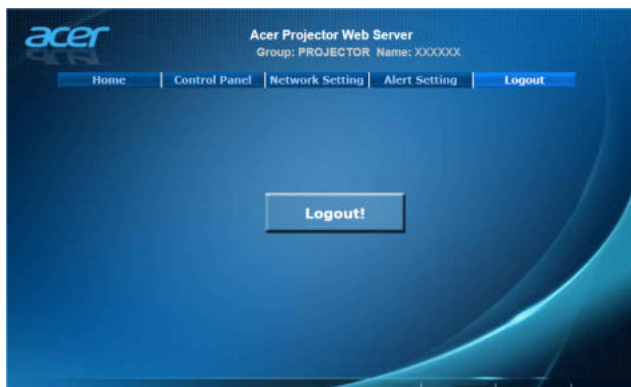 acer
Acer Projector Web Server
Group: PROJECTOR Name: XXXXXX
Home Control Panel Network Setting Alert Setting Logout
Logout!